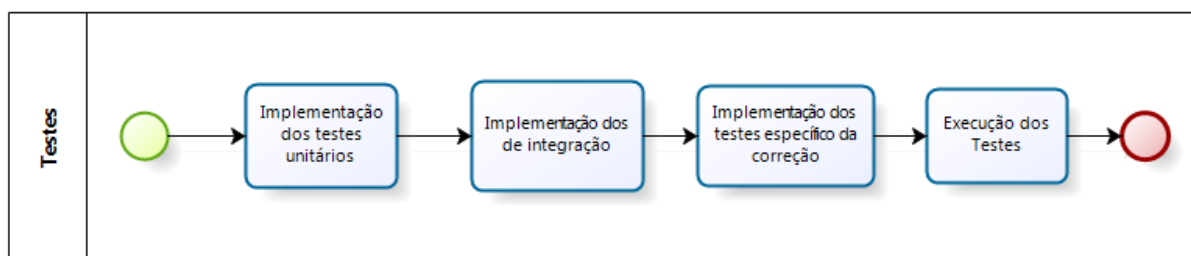 Testes
Implementação
dos testes
unitários
Implementação dos
de integração
Implementação dos
testes específico da
correção
Execução dos
Testes